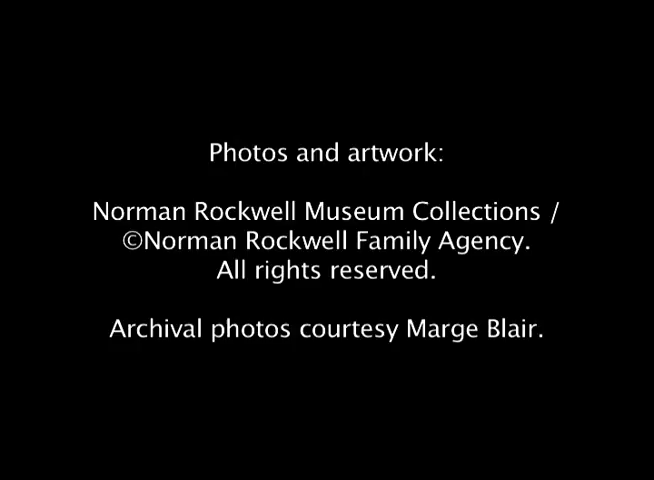 Photos and artwork:
Norman Rockwell Museum Collections /
©Norman Rockwell Family Agency.
All rights reserved.
Archival photos courtesy Marge Blair.